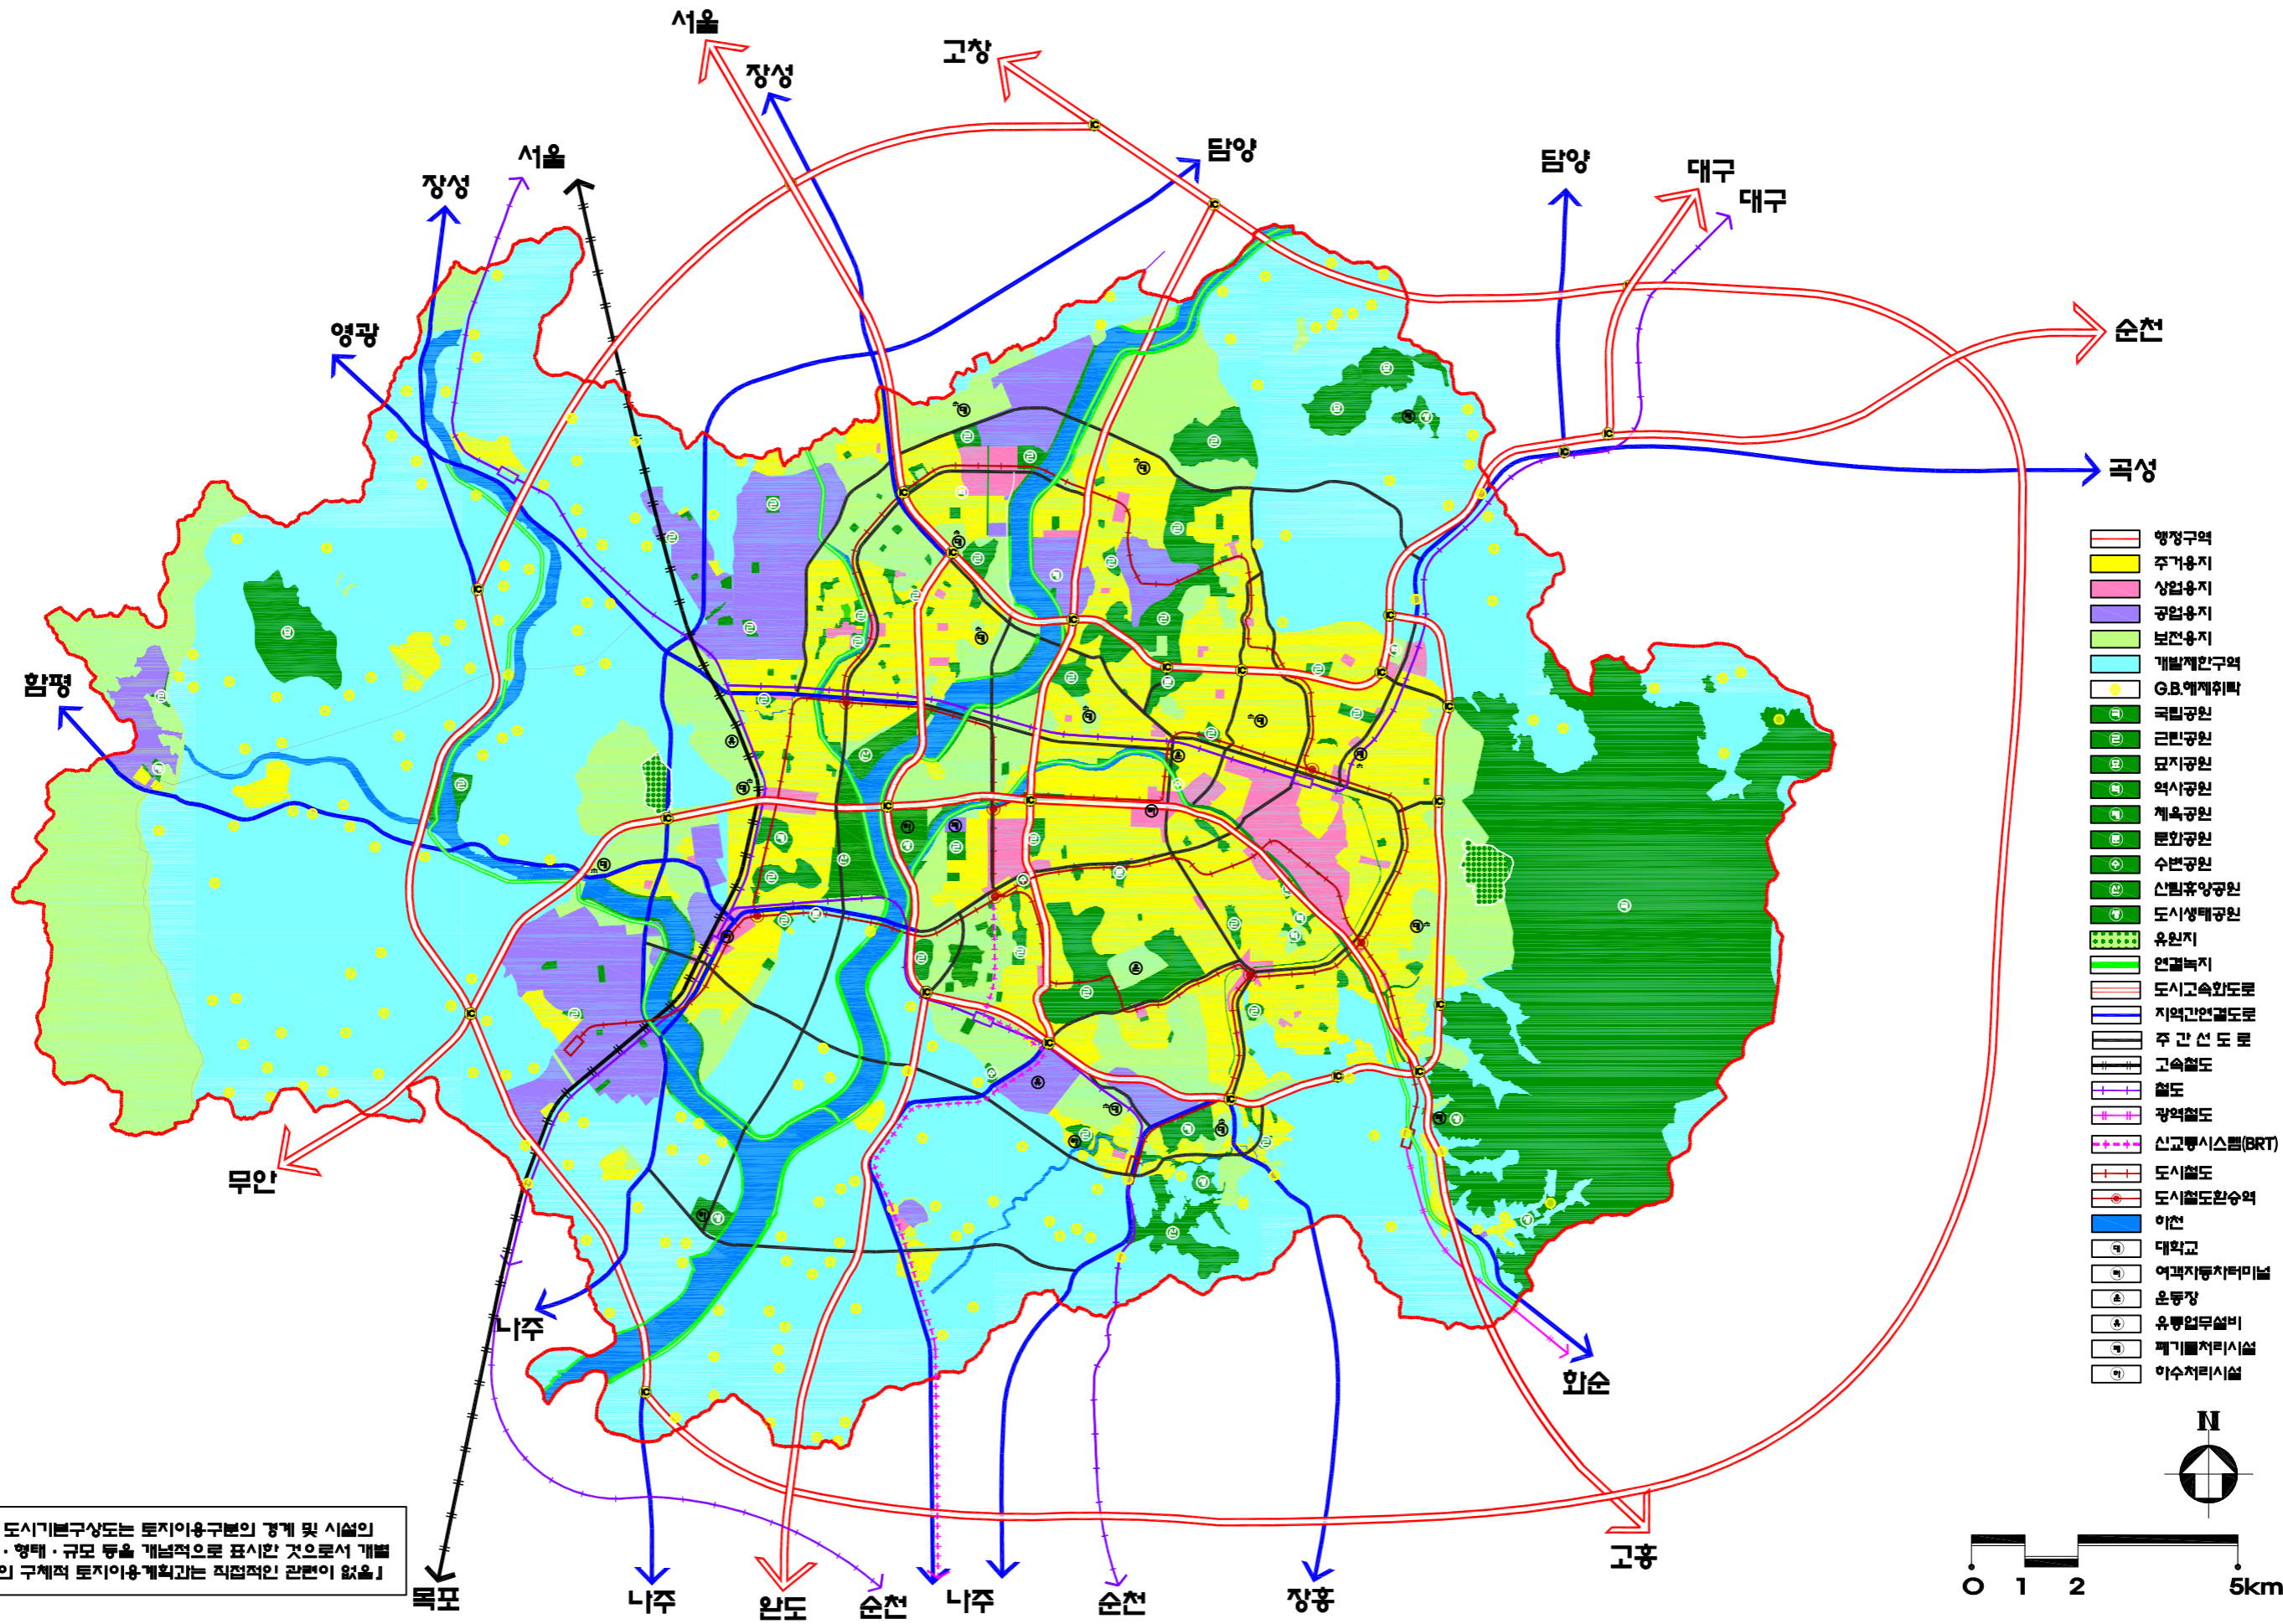 서울
고창
장성
담양
서울
담양
대구
장성
대구
영광
순천
곡성
함평
행정구역
주거용지
상업용지
공업용지
보전용지
개발제한구역
G.B.해제취락
국립공원
근린공원
묘지공원
역사공원
체육공원
문화공원
수변공원
산림휴양공원
도시생태공원
유원지
연결녹지
도시고속화도로
지역간연결도로
주 간 선 도 로
고속철도
철도
광역철도
신교통시스템(BRT)
도시철도
도시철도환승역
하천
대학교
여객자동차터미널
운동장
유통업무설비
폐기물처리시설
하수처리시설
무안
나주
화순
N
0 1 2 5km
도시기본구상도는 토지이용구분의 경계 및 시설의
· 형태 · 규모 등을 개념적으로 표시한 것으로서 개별
의 구체적 토지이용계획과는 직접적인 관련이 없음」
고흥
목포
나주
완도
순천
나주
순천
장흥